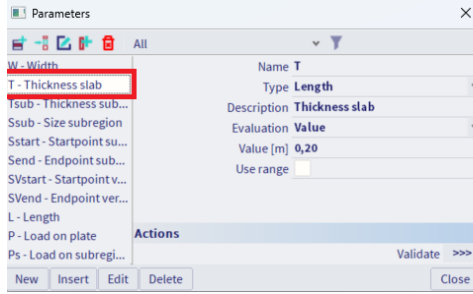 Parameters
All
W - Width
T - Thickness slab
Tsub - Thickness sub...
Ssub - Size subregion
Sstart - Startpoint su...
Send - Endpoint sub...
SVstart - Startpoint v...
SVend - Endpoint ver...
L - Length
P - Load on plate
Ps - Load on subregi...
Name T
Type Length
Description Thickness slab
Evaluation Value
Value [m] 0,20
Use range
Actions
Validate >>>
New Insert Edit Delete Close